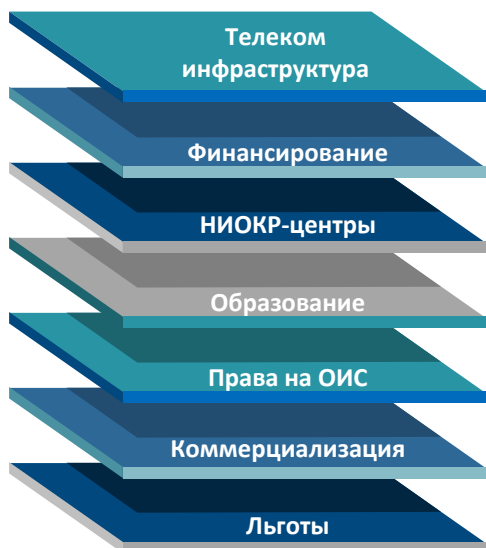 Телеком
инфраструктура
Финансирование
НИОКР-центры
Образование
Права на ОИС
Коммерциализация
Льготы